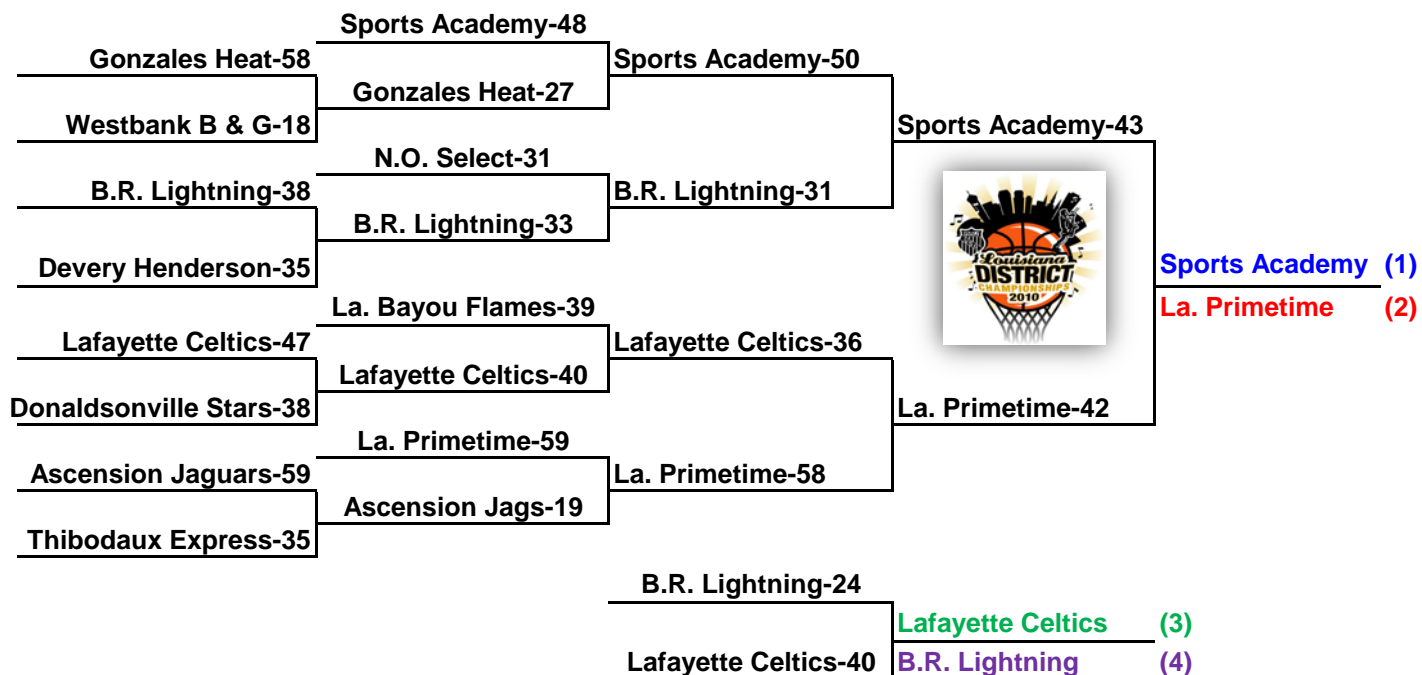 Sports Academy-48
Gonzales Heat-58
Sports Academy-50
Gonzales Heat-27
Westbank B & G-18
Sports Academy-43
N.O. Select-31
B.R. Lightning-38
B.R. Lightning-31
B.R. Lightning-33
Devery Henderson-35
Louisiana
DISTRICT
CHAMPIONSHIPS
2010
Sports Academy (1)
La. Primetime (2)
La. Bayou Flames-39
Lafayette Celtics-47
Lafayette Celtics-36
Lafayette Celtics-40
Donaldsonville Stars-38
La. Primetime-42
La. Primetime-59
Ascension Jaguars-59
La. Primetime-58
Ascension Jags-19
Thibodaux Express-35
B.R. Lightning-24
Lafayette Celtics (3)
Lafayette Celtics-40
B.R. Lightning (4)